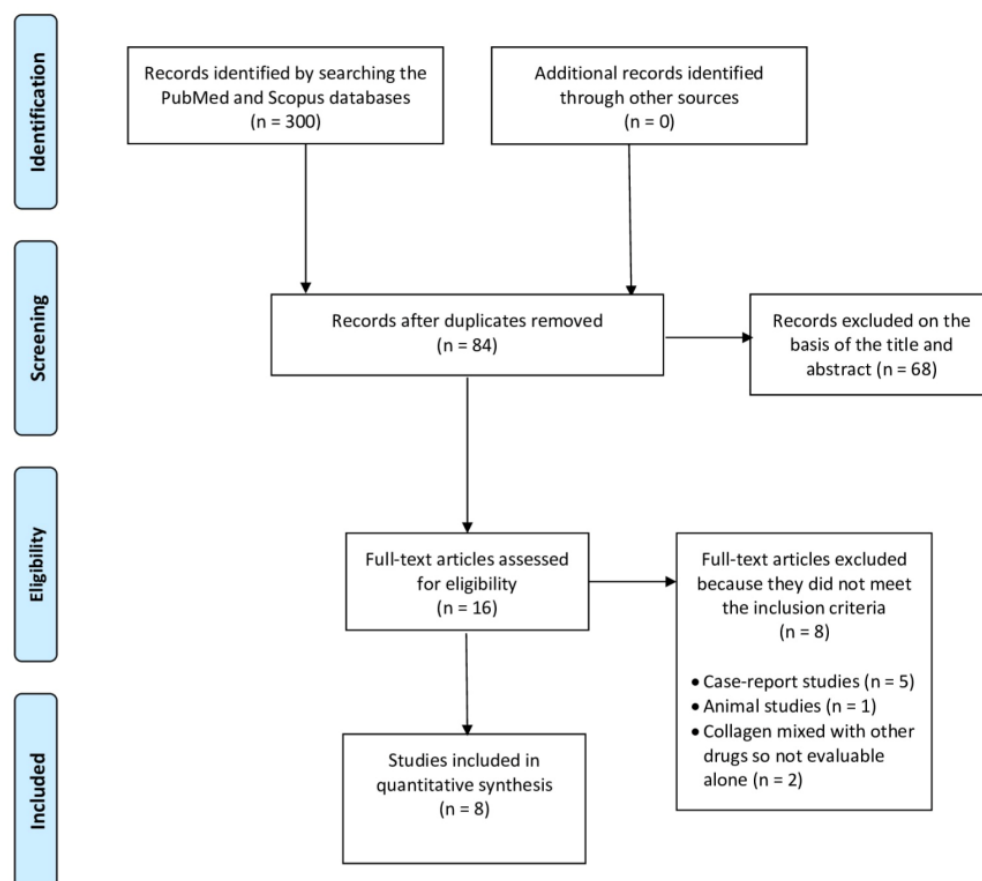 Identification
Records identified by searching the
PubMed and Scopus databases
(n = 300)
Additional records identified
through other sources
(n = 0)
Screening
Records after duplicates removed
(n = 84)
Records excluded on the
basis of the title and
abstract (n = 68)
Eligibility
Full-text articles assessed
for eligibility
(n = 16)
Full-text articles excluded
because they did not meet
the inclusion criteria
(n = 8)
• Case-report studies (n = 5)
• Animal studies (n = 1)
• Collagen mixed with other
drugs so not evaluable
alone (n = 2)
Included
Studies included in
quantitative synthesis
(n = 8)